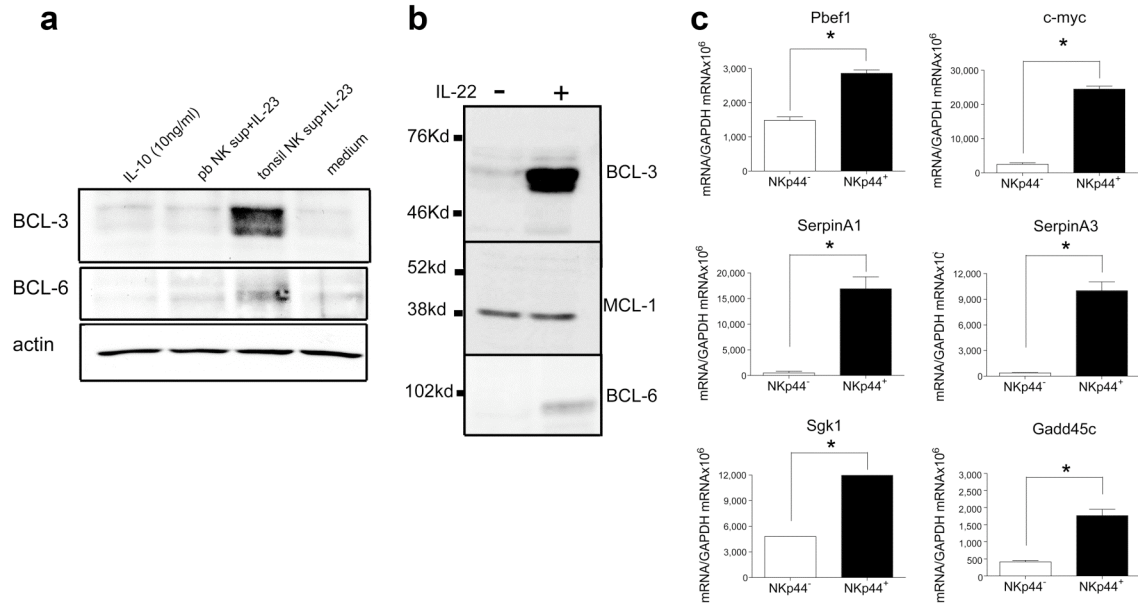 a
IL-10 (10ng/ml)
pb NK sup+IL-23
tonsil NK sup+IL-23
medium
BCL-3
BCL-6
actin
b
IL-22 - +
76Kd
46Kd
BCL-3
52kd
38kd
MCL-1
102kd
BCL-6
c
Pbef1
mRNA/GAPDH mRNAx10⁶
3,000
2,000
1,000
0
*
NKp44⁻ NKp44⁺
c-myc
mRNA/GAPDH mRNAx10⁶
30,000
20,000
10,000
0
*
NKp44⁻ NKp44⁺
SerpinA1
mRNA/GAPDH mRNAx10⁶
20,000
15,000
10,000
5,000
0
*
NKp44⁻ NKp44⁺
SerpinA3
mRNA/GAPDH mRNAx10⁶
12,000
9,000
6,000
3,000
0
*
NKp44⁻ NKp44⁺
Sgk1
mRNA/GAPDH mRNAx10⁶
12,000
9,000
6,000
3,000
0
*
NKp44⁻ NKp44⁺
Gadd45c
mRNA/GAPDH mRNAx10⁶
3,000
2,500
2,000
1,500
1,000
500
0
*
NKp44⁻ NKp44⁺